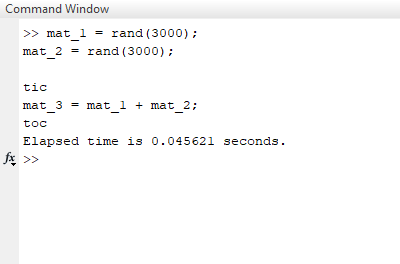 Command Window
>> mat_1 = rand(3000);
mat_2 = rand(3000);
tic
mat_3 = mat_1 + mat_2;
toc
Elapsed time is 0.045621 seconds.
fx >>